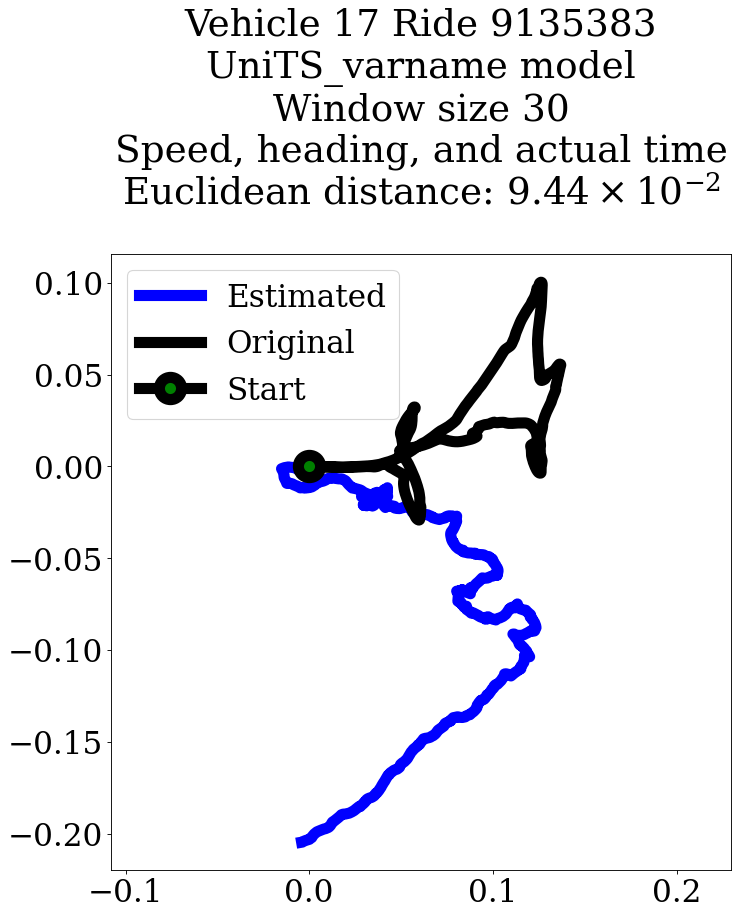 Vehicle 17 Ride 9135383
UniTS_varname model
Window size 30
Speed, heading, and actual time
Euclidean distance: 9.44 × 10⁻²
Estimated
Original
Start
0.10
0.05
0.00
−0.05
−0.10
−0.15
−0.20
−0.1 0.0 0.1 0.2